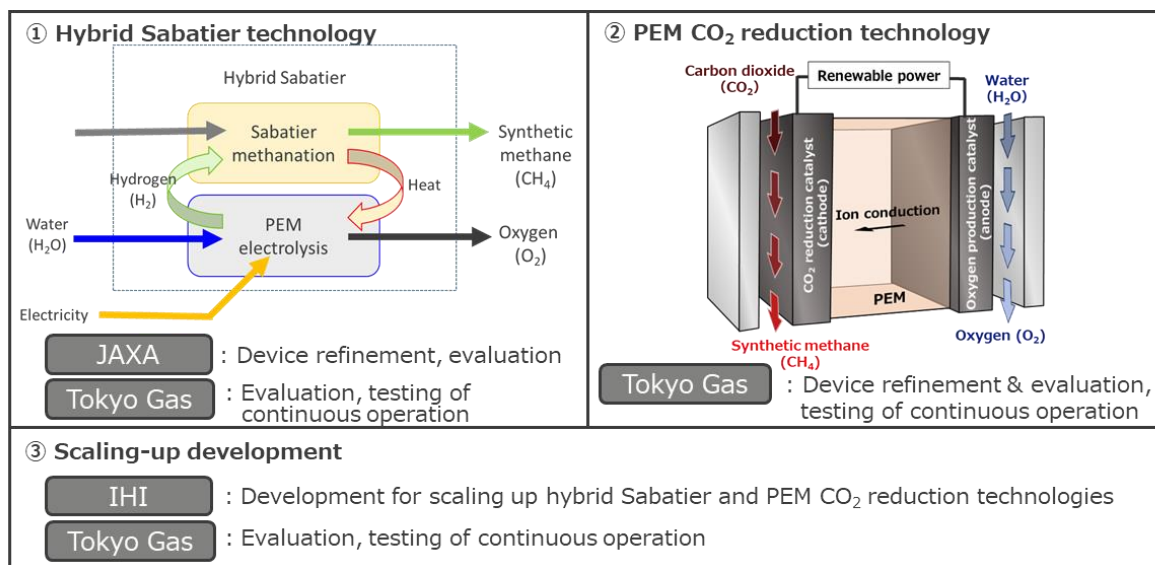 ① Hybrid Sabatier technology
Hybrid Sabatier
Sabatier
methanation
Synthetic
methane
(CH₄)
Hydrogen
(H₂)
Heat
Water
(H₂O)
PEM
electrolysis
Oxygen
(O₂)
Electricity
JAXA : Device refinement, evaluation
Tokyo Gas : Evaluation, testing of
continuous operation
② PEM CO₂ reduction technology
Carbon dioxide
(CO₂)
Renewable power
Water
(H₂O)
CO₂ reduction catalyst
(cathode)
Ion conduction
Oxygen production catalyst
(anode)
PEM
Synthetic methane
(CH₄)
Oxygen (O₂)
Tokyo Gas : Device refinement & evaluation,
testing of continuous operation
③ Scaling-up development
IHI : Development for scaling up hybrid Sabatier and PEM CO₂ reduction technologies
Tokyo Gas : Evaluation, testing of continuous operation